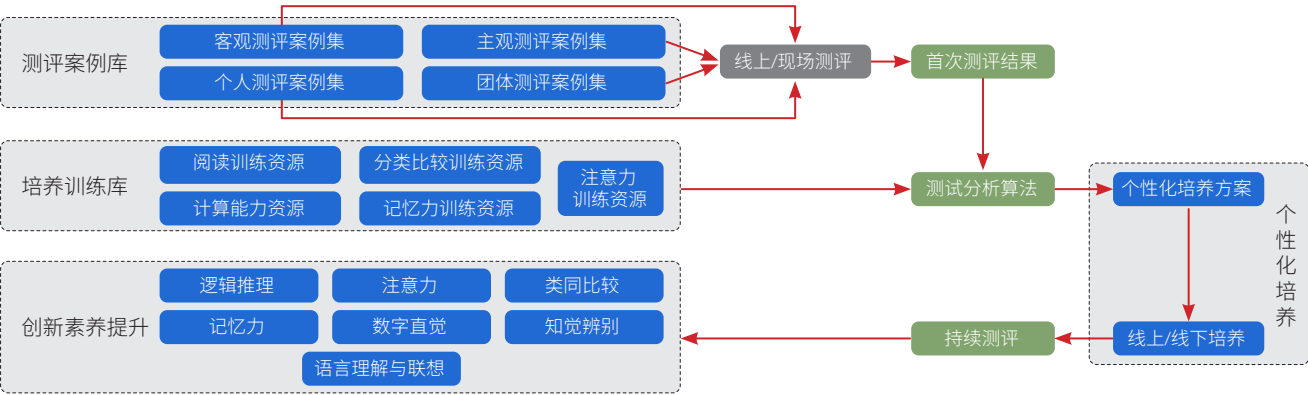 测评案例库
客观测评案例集
主观测评案例集
个人测评案例集
团体测评案例集
线上/现场测评
首次测评结果
培养训练库
阅读训练资源
分类比较训练资源
计算能力资源
记忆力训练资源
注意力
训练资源
测试分析算法
个性化培养方案
个性化培养
线上/线下培养
持续测评
创新素养提升
逻辑推理
注意力
类同比较
记忆力
数字直觉
知觉辨别
语言理解与联想